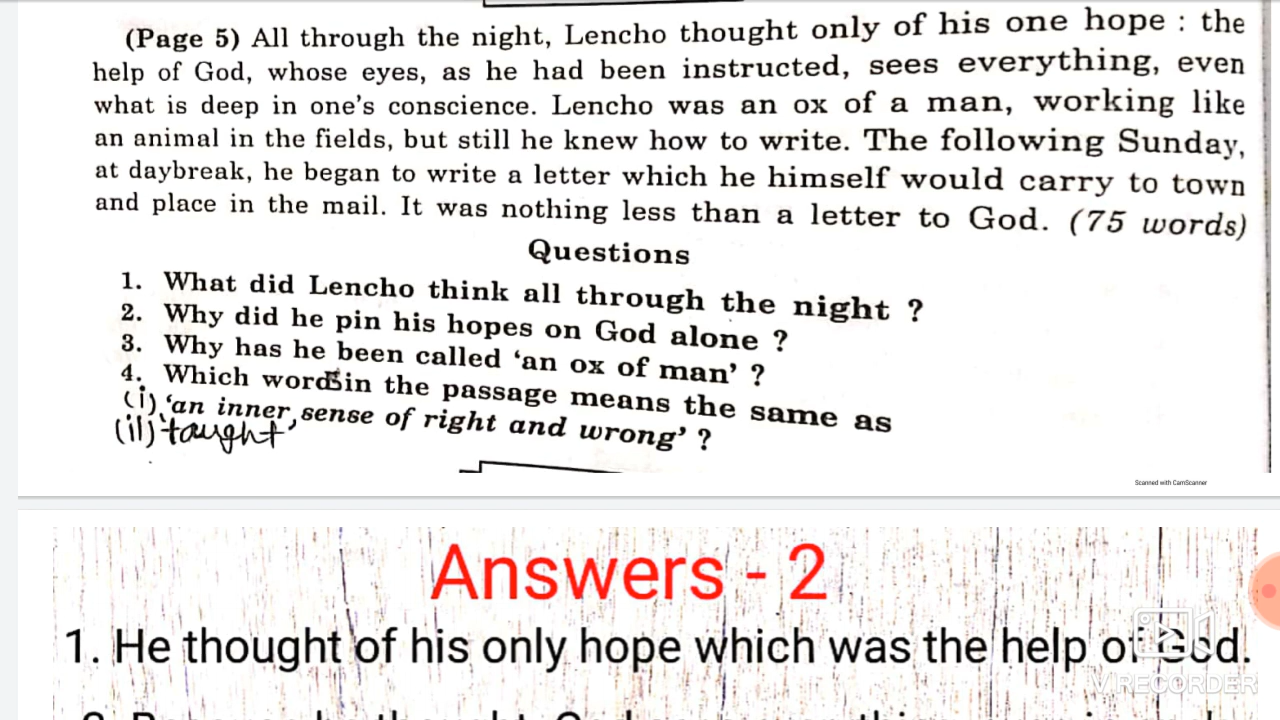 (Page 5) All through the night, Lencho thought only of his one hope : the
help of God, whose eyes, as he had been instructed, sees everything, even
what is deep in one's conscience. Lencho was an ox of a man, working like
an animal in the fields, but still he knew how to write. The following Sunday,
at daybreak, he began to write a letter which he himself would carry to town
and place in the mail. It was nothing less than a letter to God. (75 words)
Questions
1. What did Lencho think all through the night ?
2. Why did he pin his hopes on God alone ?
3. Why has he been called 'an ox of man' ?
4. Which words in the passage means the same as
(i) 'an inner sense of right and wrong' ?
(ii) 'taught'
Scanned with CamScanner
Answers - 2
1. He thought of his only hope which was the help of God.
V.RECORDER